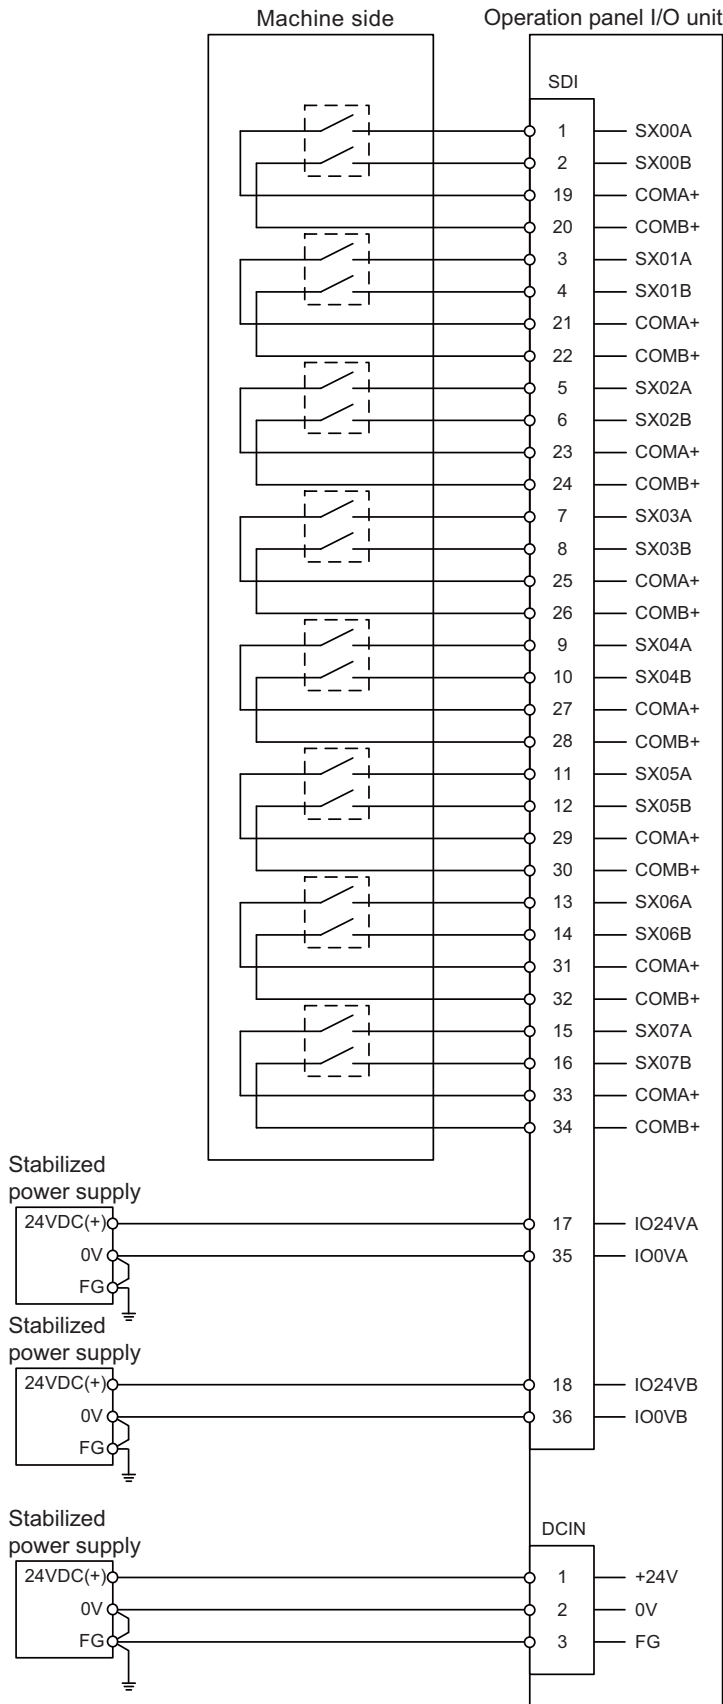 Machine side
Operation panel I/O unit
SDI
1 SX00A
2 SX00B
19 COMA+
20 COMB+
3 SX01A
4 SX01B
21 COMA+
22 COMB+
5 SX02A
6 SX02B
23 COMA+
24 COMB+
7 SX03A
8 SX03B
25 COMA+
26 COMB+
9 SX04A
10 SX04B
27 COMA+
28 COMB+
11 SX05A
12 SX05B
29 COMA+
30 COMB+
13 SX06A
14 SX06B
31 COMA+
32 COMB+
15 SX07A
16 SX07B
33 COMA+
34 COMB+
Stabilized
power supply
24VDC(+) 17 IO24VA
0V 35 IO0VA
FG
Stabilized
power supply
24VDC(+) 18 IO24VB
0V 36 IO0VB
FG
Stabilized
power supply
DCIN
24VDC(+) 1 +24V
0V 2 0V
FG 3 FG